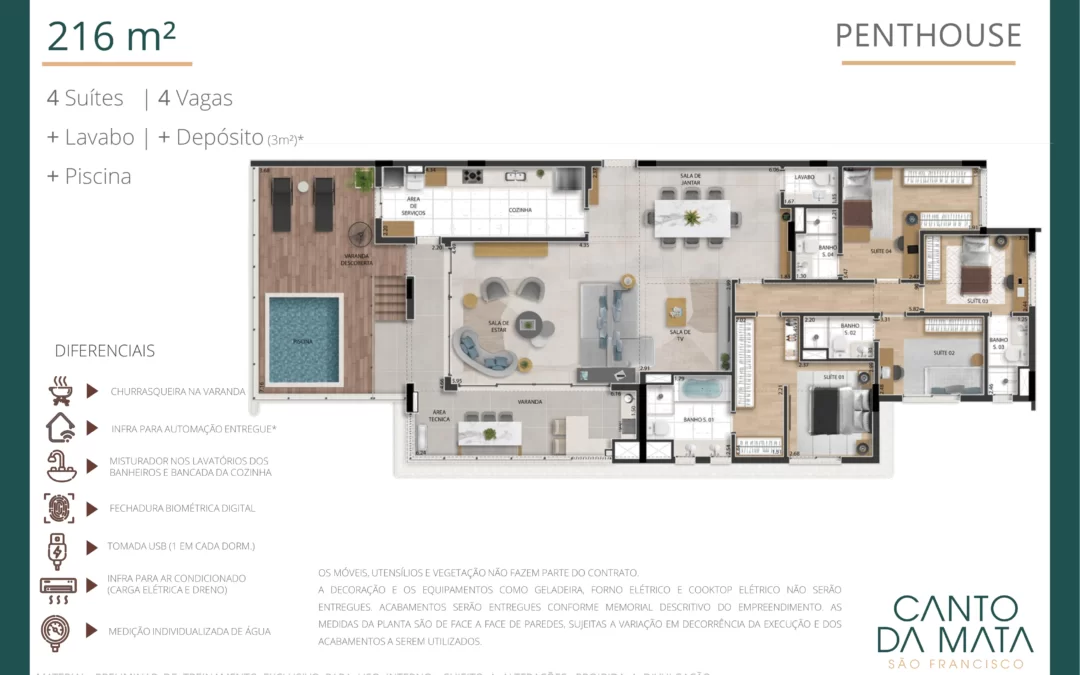 216 m²
PENTHOUSE
4 Suítes | 4 Vagas
+ Lavabo | + Depósito (3m²)*
+ Piscina
SALA DE
JANTAR
LAVABO
ÁREA
DE
SERVIÇOS
COZINHA
VARANDA
DESCOBERTA
BANHO
S. 04
SUÍTE 04
SUÍTE 03
PISCINA
SALA DE
ESTAR
SALA DE
TV
BANHO
S. 02
SUÍTE 02
BANHO
S. 03
SUÍTE 01
VARANDA
ÁREA
TECNICA
BANHO S. 01
DIFERENCIAIS
CHURRASQUEIRA NA VARANDA
INFRA PARA AUTOMAÇÃO ENTREGUE*
MISTURADOR NOS LAVATÓRIOS DOS
BANHEIROS E BANCADA DA COZINHA
FECHADURA BIOMÉTRICA DIGITAL
TOMADA USB (1 EM CADA DORM.)
INFRA PARA AR CONDICIONADO
(CARGA ELÉTRICA E DRENO)
MEDIÇÃO INDIVIDUALIZADA DE ÁGUA
OS MÓVEIS, UTENSÍLIOS E VEGETAÇÃO NÃO FAZEM PARTE DO CONTRATO.
A DECORAÇÃO E OS EQUIPAMENTOS COMO GELADEIRA, FORNO ELÉTRICO E COOKTOP ELÉTRICO NÃO SERÃO
ENTREGUES. ACABAMENTOS SERÃO ENTREGUES CONFORME MEMORIAL DESCRITIVO DO EMPREENDIMENTO. AS
MEDIDAS DA PLANTA SÃO DE FACE A FACE DE PAREDES, SUJEITAS A VARIAÇÃO EM DECORRÊNCIA DA EXECUÇÃO E DOS
ACABAMENTOS A SEREM UTILIZADOS.
CANTO
DA MATA
SÃO FRANCISCO